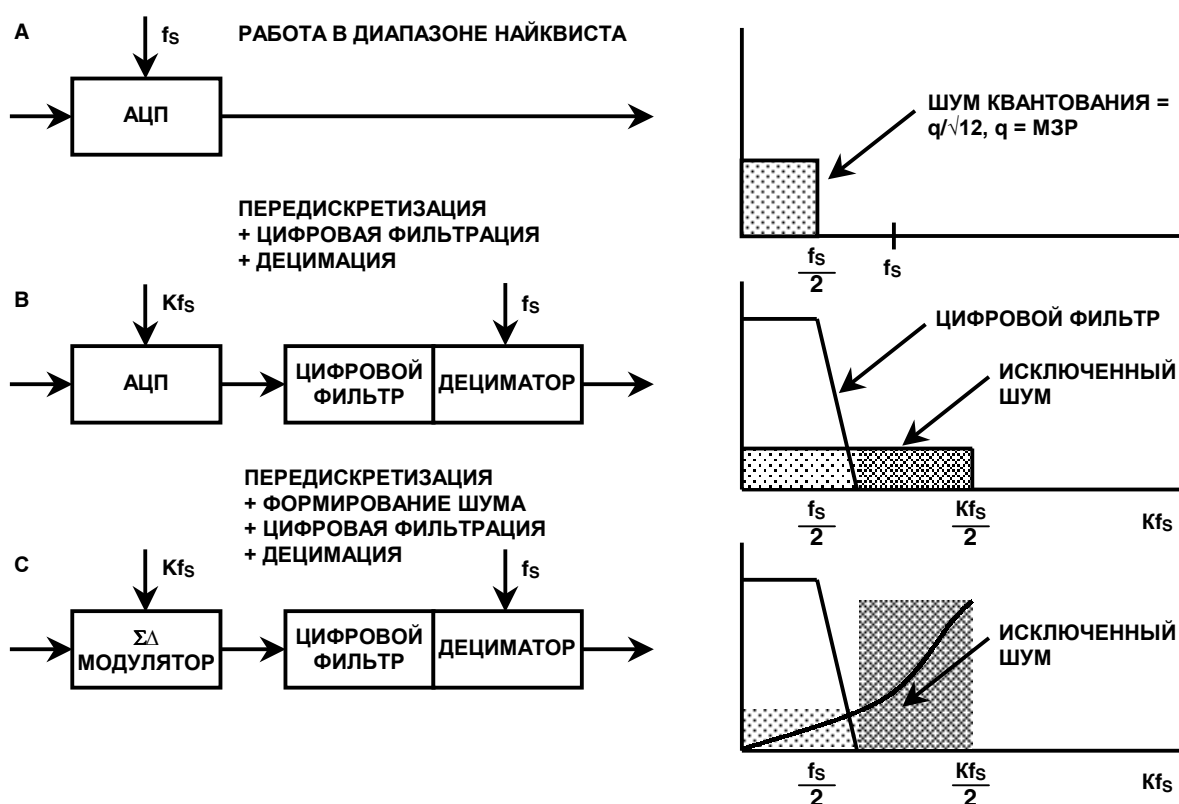 A
fS
РАБОТА В ДИАПАЗОНЕ НАЙКВИСТА
АЦП
ШУМ КВАНТОВАНИЯ =
q/√12, q = МЗР
fS
2
fS
ПЕРЕДИСКРЕТИЗАЦИЯ
+ ЦИФРОВАЯ ФИЛЬТРАЦИЯ
+ ДЕЦИМАЦИЯ
B
KfS
fS
АЦП
ЦИФРОВОЙ
ФИЛЬТР
ДЕЦИМАТОР
ЦИФРОВОЙ ФИЛЬТР
ИСКЛЮЧЕННЫЙ
ШУМ
fS
2
KfS
2
KfS
ПЕРЕДИСКРЕТИЗАЦИЯ
+ ФОРМИРОВАНИЕ ШУМА
+ ЦИФРОВАЯ ФИЛЬТРАЦИЯ
+ ДЕЦИМАЦИЯ
C
KfS
fS
ΣΔ
МОДУЛЯТОР
ЦИФРОВОЙ
ФИЛЬТР
ДЕЦИМАТОР
ИСКЛЮЧЕННЫЙ
ШУМ
fS
2
KfS
2
KfS